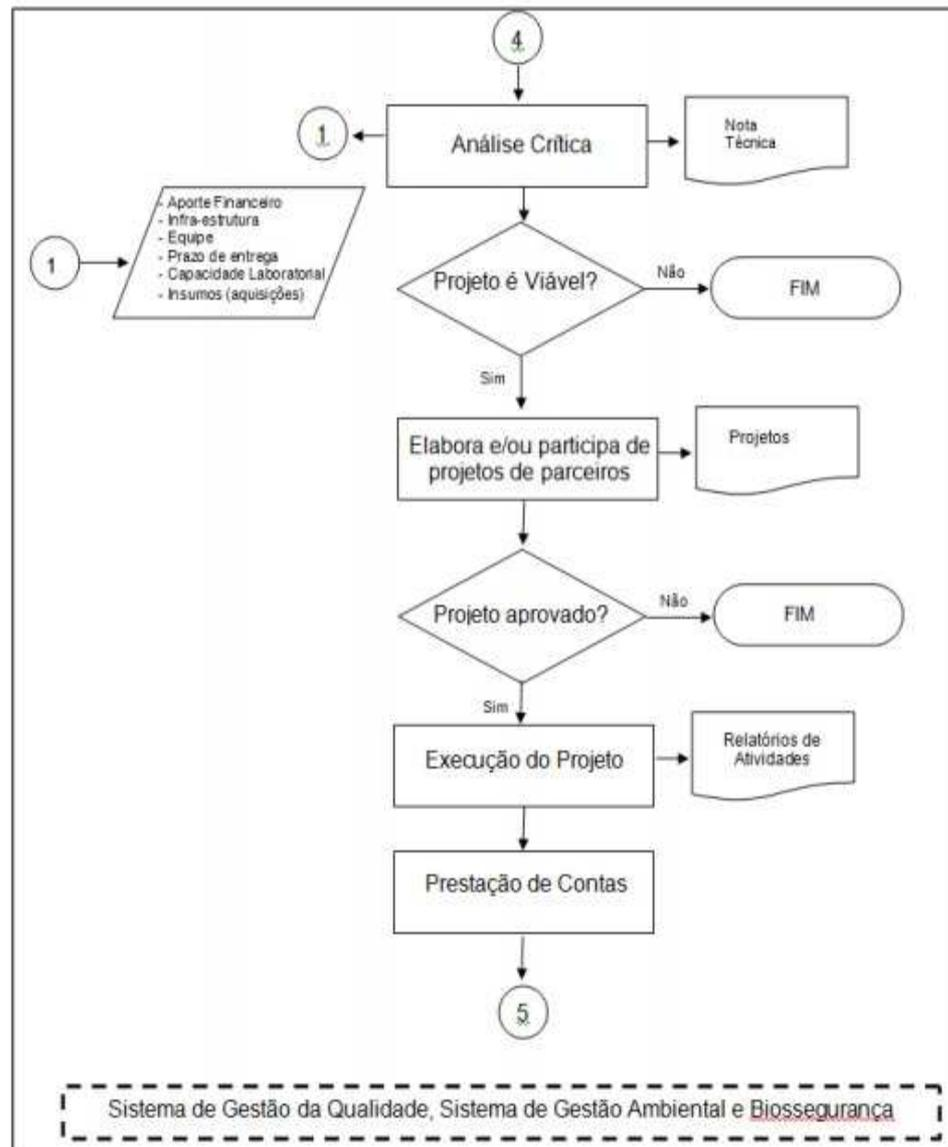 4
1
Análise Crítica
Nota
Técnica
- Aporte Financeiro
- Infra-estrutura
- Equipe
- Prazo de entrega
- Capacidade Laboratorial
- Insumos (aquisições)
1
Projeto é Viável?
Não
FIM
Sim
Elabora e/ou participa de
projetos de parceiros
Projetos
Projeto aprovado?
Não
FIM
Sim
Execução do Projeto
Relatórios de
Atividades
Prestação de Contas
5
Sistema de Gestão da Qualidade, Sistema de Gestão Ambiental e Biossegurança